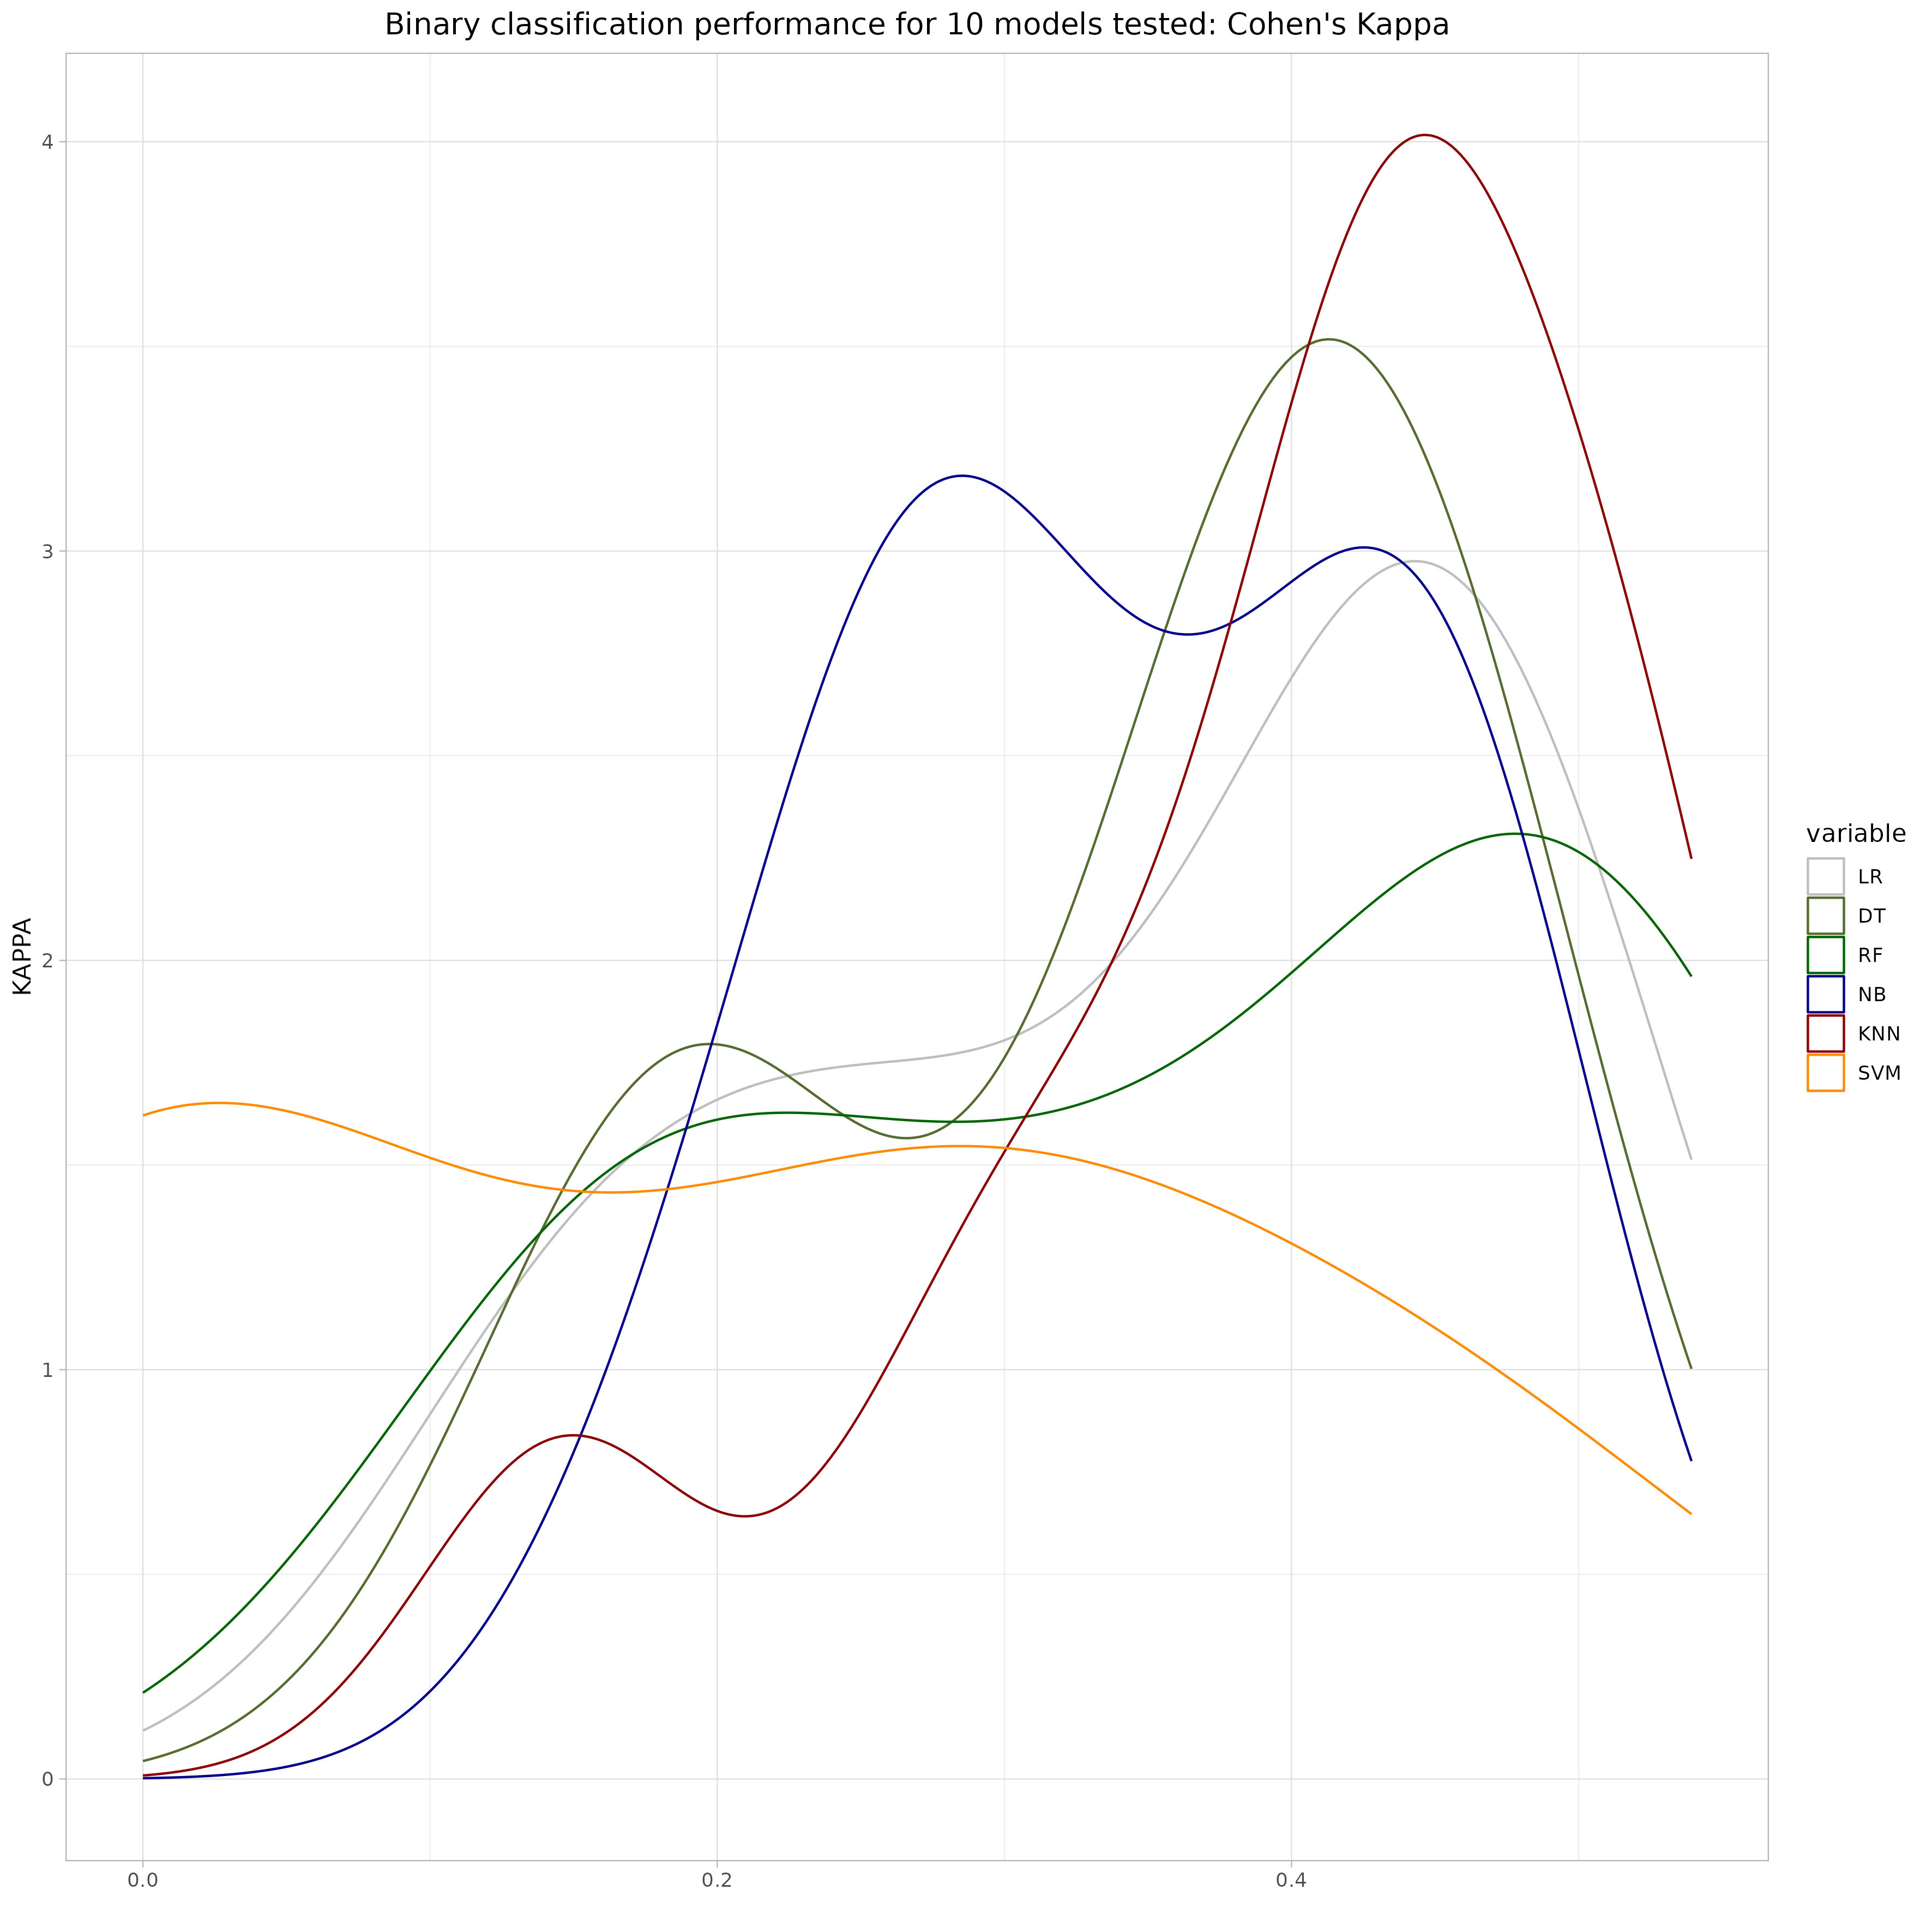 Binary classification performance for 10 models tested: Cohen's Kappa
4
3
2
1
0
KAPPA
0.0 0.2 0.4
variable
LR
DT
RF
NB
KNN
SVM